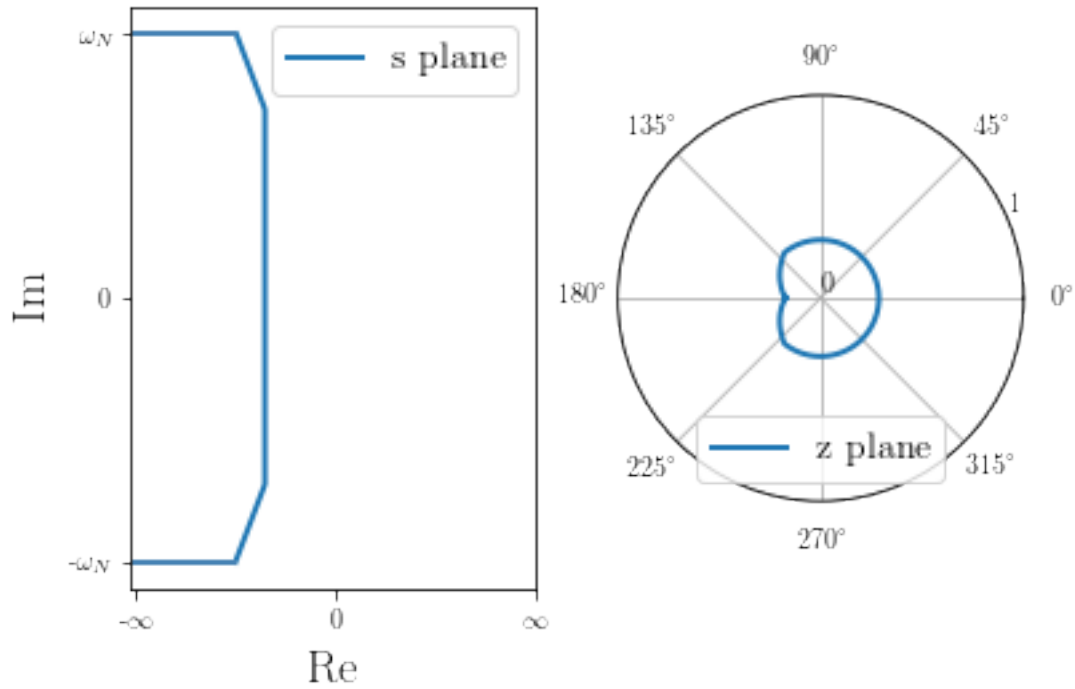 ω_N
s plane
Im
0
-ω_N
-∞
0
∞
Re
90°
135°
45°
1
0
180°
0°
z plane
225°
315°
270°